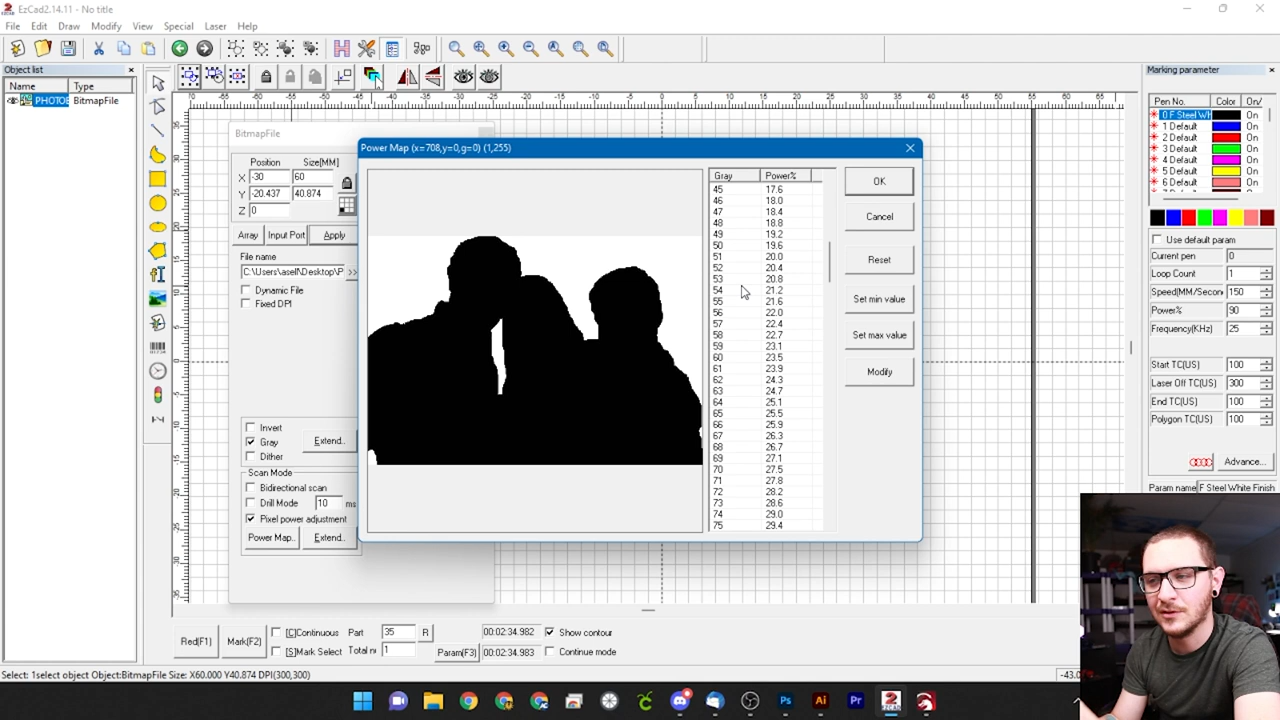 EzCad2.14.11 - No title
File Edit Draw Modify View Special Laser Help
Object list
Name Type
PHOTOB BitmapFile
BitmapFile
Position Size[MM]
X -30 60
Y -20.437 40.874
Z 0
Array Input Port Apply
File name
C:\Users\asell\Desktop\P >>
Dynamic File
Fixed DPI
Invert
Gray
Extend..
Dither
Scan Mode
Bidirectional scan
Drill Mode 10 ms
Pixel power adjustment
Power Map.. Extend..
Power Map (x=708,y=0,g=0) (1,255)
Gray Power%
45 17.6
46 18.0
47 18.4
48 18.8
49 19.2
50 19.6
51 20.0
52 20.4
53 20.8
54 21.2
55 21.6
56 22.0
57 22.4
58 22.7
59 23.1
60 23.5
61 23.9
62 24.3
63 24.7
64 25.1
65 25.5
66 25.9
67 26.3
68 26.7
69 27.1
70 27.5
71 27.8
72 28.2
73 28.6
74 29.0
75 29.4
OK
Cancel
Reset
Set min value
Set max value
Modify
Marking parameter
Pen No. Color On/
0 F Steel Wh On
1 Default On
2 Default On
3 Default On
4 Default On
5 Default On
6 Default On
Use default param
Current pen 0
Loop Count 1
Speed(MM/Secon 150
Power% 90
Frequency(KHz) 25
Start TC(US) 100
Laser Off TC(US) 300
End TC(US) 100
Polygon TC(US) 100
Advance...
Param name F Steel White Finish
Red(F1) Mark(F2)
[C]Continuous Part 35 R 00:02:34.982 Show contour
[S]Mark Select Total nu 1 Param(F3) 00:02:34.983 Continue mode
Select: 1select object Object:BitmapFile Size: X60.000 Y40.874 DPI(300,300)
-43.0